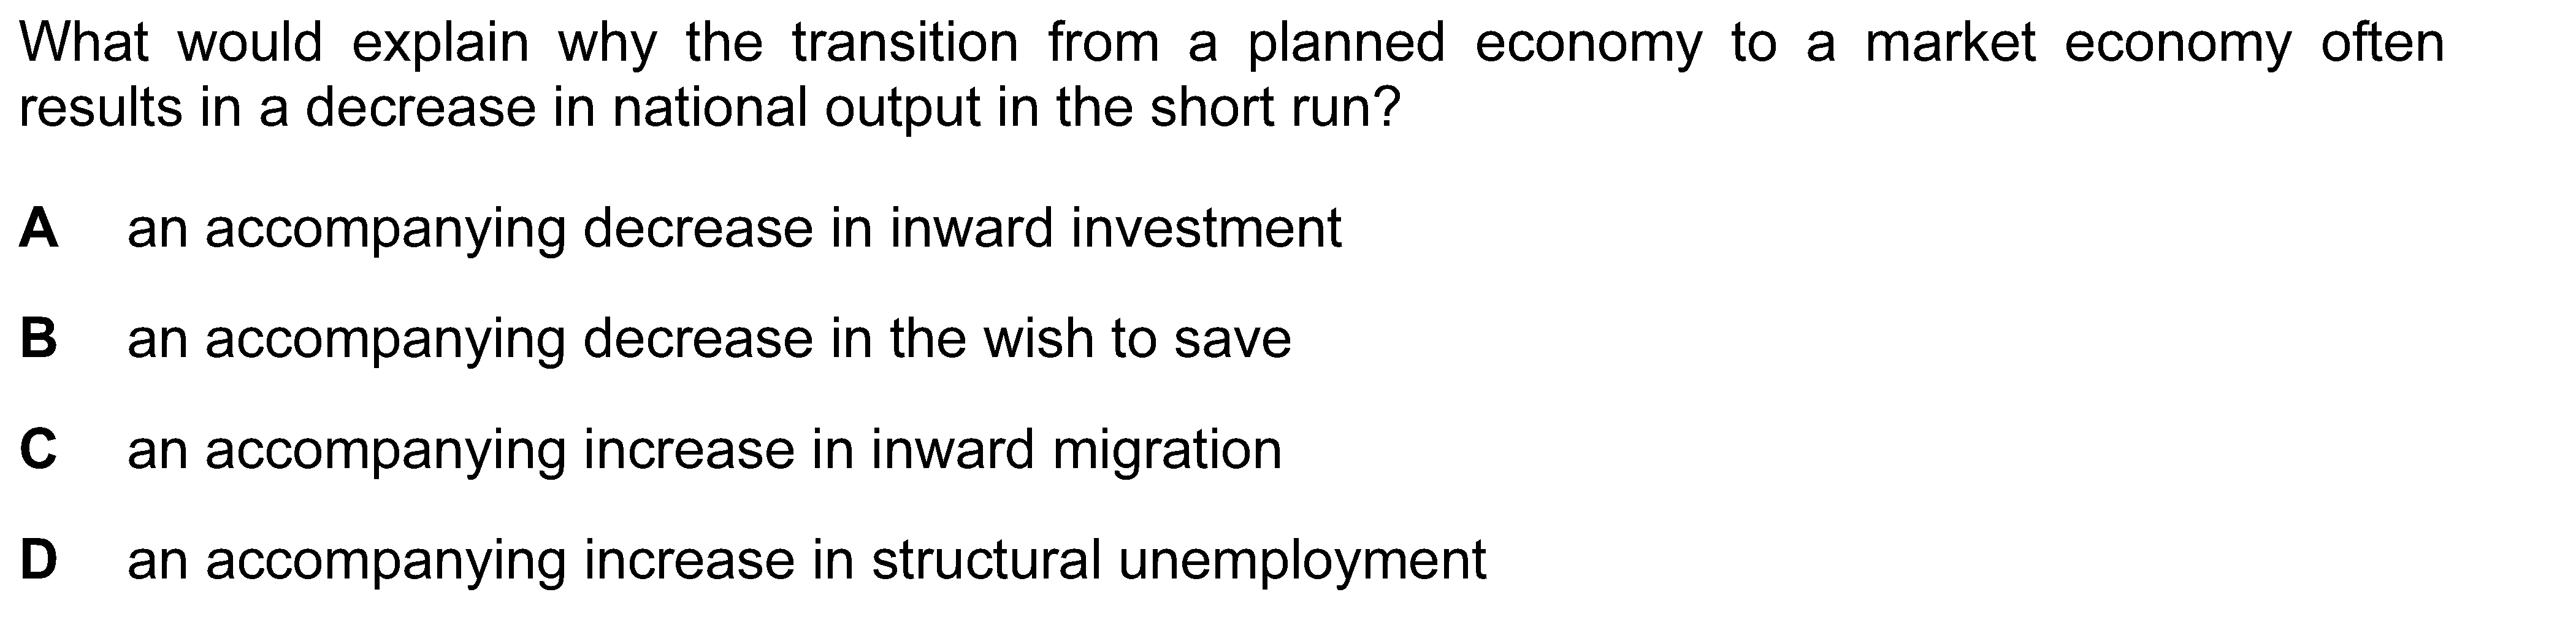 What would explain why the transition from a planned economy to a market economy often
results in a decrease in national output in the short run?
A an accompanying decrease in inward investment
B an accompanying decrease in the wish to save
C an accompanying increase in inward migration
D an accompanying increase in structural unemployment